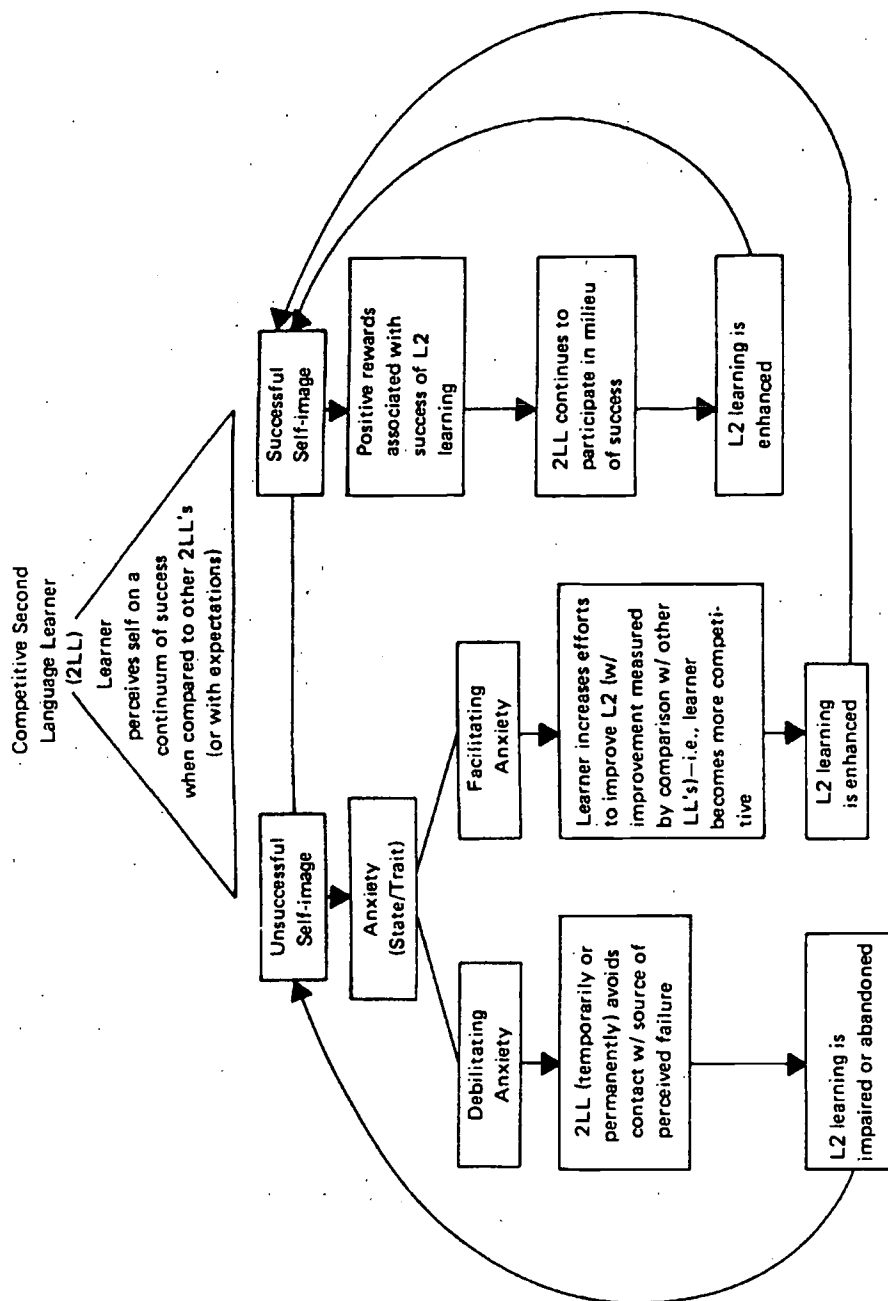 Competitive Second
Language Learner
(2LL)
Learner
perceives self on a
continuum of success
when compared to other 2LL's
(or with expectations)
Unsuccessful
Self-image
Successful
Self-image
Anxiety
(State/Trait)
Debilitating
Anxiety
Facilitating
Anxiety
2LL (temporarily or
permanently) avoids
contact w/ source of
perceived failure
L2 learning is
impaired or abandoned
Learner increases efforts
to improve L2 (w/
improvement measured
by comparison w/ other
LL's)—i.e., learner
becomes more competi-
tive
L2 learning
is enhanced
Positive rewards
associated with
success of L2
learning
2LL continues to
participate in milieu
of success
L2 learning is
enhanced